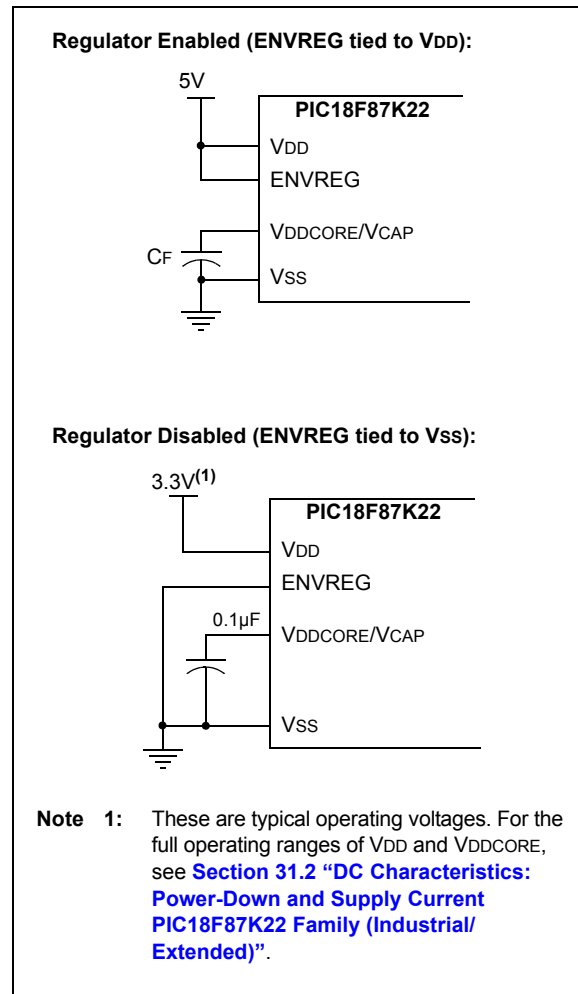 Regulator Enabled (ENVREG tied to VDD):
5V
PIC18F87K22
VDD
ENVREG
VDDCORE/VCAP
CF
VSS
Regulator Disabled (ENVREG tied to VSS):
3.3V(1)
PIC18F87K22
VDD
ENVREG
0.1μF
VDDCORE/VCAP
VSS
Note 1: These are typical operating voltages. For the
full operating ranges of VDD and VDDCORE,
see Section 31.2 “DC Characteristics:
Power-Down and Supply Current
PIC18F87K22 Family (Industrial/
Extended)”.